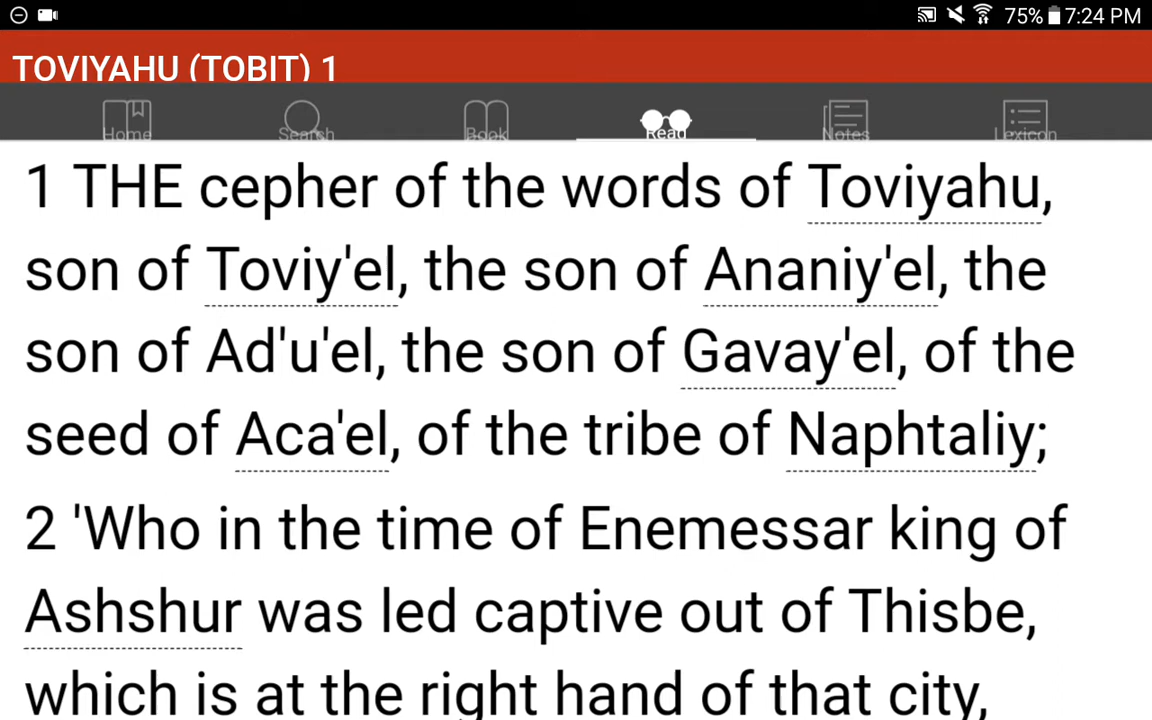 75% 7:24 PM
TOVIYAHU (TOBIT) 1
Home Search Book Read Notes Lexicon
1 THE cepher of the words of Toviyahu,
son of Toviy'el, the son of Ananiy'el, the
son of Ad'u'el, the son of Gavay'el, of the
seed of Aca'el, of the tribe of Naphtaliy;
2 'Who in the time of Enemessar king of
Ashshur was led captive out of Thisbe,
which is at the right hand of that city,